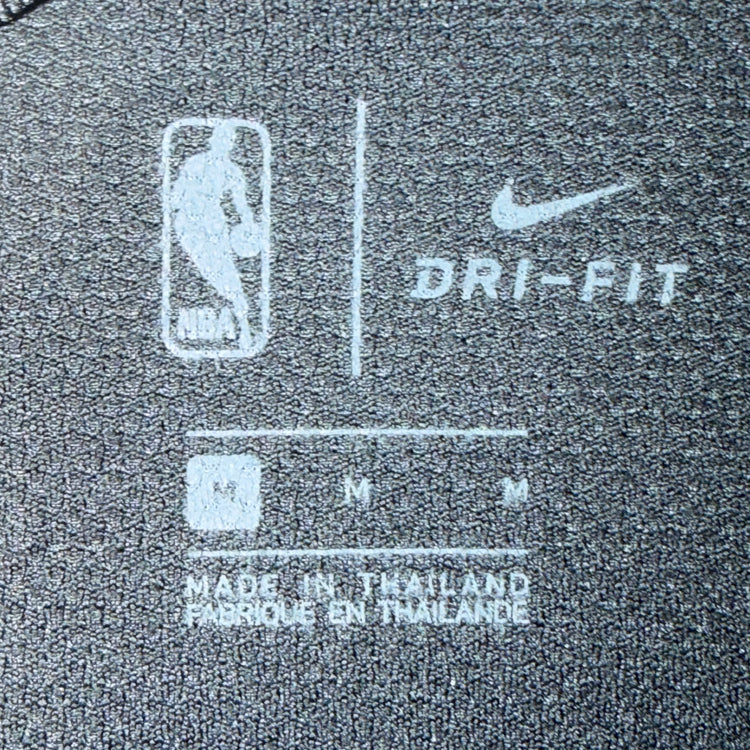 NBA
DRI-FIT
M M M
MADE IN THAILAND
FABRIQUE EN THAILANDE